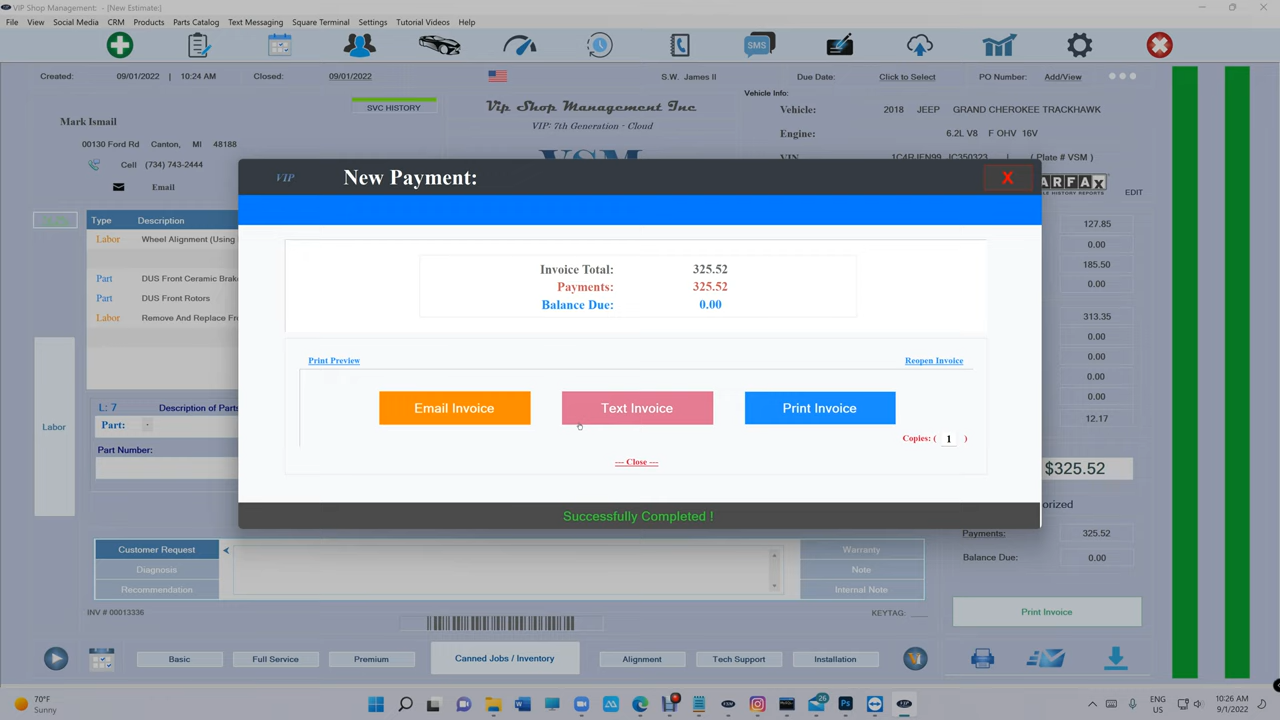 VIP Shop Management: - [New Estimate:]
File View Social Media CRM Products Parts Catalog Text Messaging Square Terminal Settings Tutorial Videos Help
SMS
Created: 09/01/2022 | 10:24 AM Closed: 09/01/2022 S.W. James II Due Date: Click to Select PO Number: Add/View
Vehicle Info:
SVC HISTORY
Vip Shop Management Inc
VIP: 7th Generation - Cloud
VSM
Mark Ismail
00130 Ford Rd Canton, MI 48188
Cell (734) 743-2444
Email
Vehicle: 2018 JEEP GRAND CHEROKEE TRACKHAWK
Engine: 6.2L V8 F OHV 16V
( Plate # VSM )
EDIT
Type Description
Labor Wheel Alignment (Using
Part DUS Front Ceramic Brak
Part DUS Front Rotors
Labor Remove And Replace Fro
127.85
0.00
185.50
0.00
313.35
0.00
0.00
0.00
0.00
12.17
$325.52
VIP New Payment: X
Invoice Total: 325.52
Payments: 325.52
Balance Due: 0.00
Print Preview Reopen Invoice
Email Invoice Text Invoice Print Invoice
Copies: ( 1 )
--- Close ---
Successfully Completed !
Labor
L: 7 Description of Parts
Part:
Part Number:
Payments: 325.52
Balance Due: 0.00
Print Invoice
Customer Request
Diagnosis
Recommendation
Warranty
Note
Internal Note
INV # 00013336 KEYTAG:
Basic Full Service Premium Canned Jobs / Inventory Alignment Tech Support Installation
70°F
Sunny
26
ENG
US
10:26 AM
9/1/2022